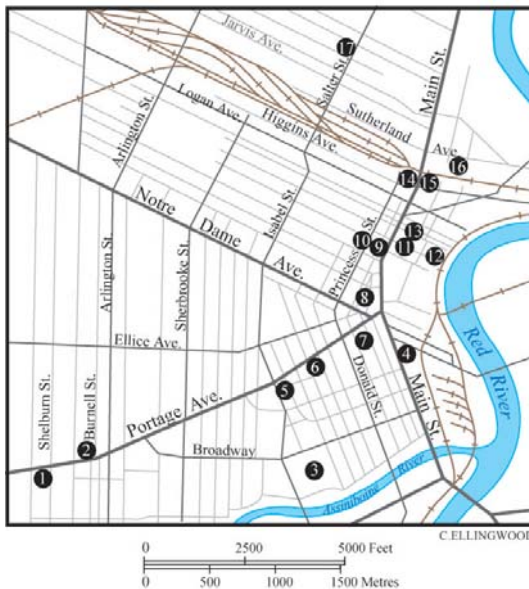 Jarvis Ave.
17
Salter St.
Main St.
Logan Ave.
Sutherland
Ave.
Higgins Ave.
Arlington St.
16
14
15
Notre
Dame
Ave.
Isabel St.
Princess St.
10
9
11
13
12
Arlington St.
Sherbrooke St.
8
Ellice Ave.
7
4
Red
River
6
5
Donald St.
Main St.
Shelburn St.
Burnell St.
Portage Ave.
Broadway
3
2
1
Assiniboine River
C.ELLINGWOOD
0 2500 5000 Feet
0 500 1000 1500 Metres